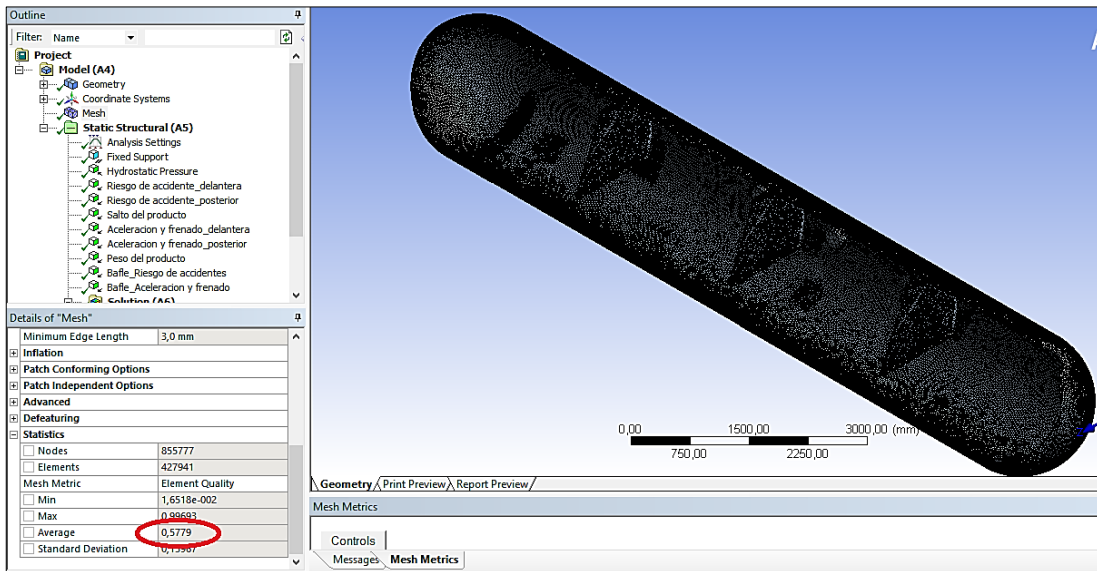 Outline
Filter: Name
Project
Model (A4)
Geometry
Coordinate Systems
Mesh
Static Structural (A5)
Analysis Settings
Fixed Support
Hydrostatic Pressure
Riesgo de accidente_delantera
Riesgo de accidente_posterior
Salto del producto
Aceleracion y frenado_delantera
Aceleracion y frenado_posterior
Peso del producto
Bafle_Riesgo de accidentes
Bafle_Aceleracion y frenado
Solution (A6)
Details of "Mesh"
Minimum Edge Length 3,0 mm
Inflation
Patch Conforming Options
Patch Independent Options
Advanced
Defeaturing
Statistics
Nodes 855777
Elements 427941
Mesh Metric Element Quality
Min 1,6518e-002
Max 0,99693
Average 0,5779
Standard Deviation
0,00 1500,00 3000,00 (mm)
750,00 2250,00
Geometry Print Preview Report Preview
Mesh Metrics
Controls
Messages Mesh Metrics